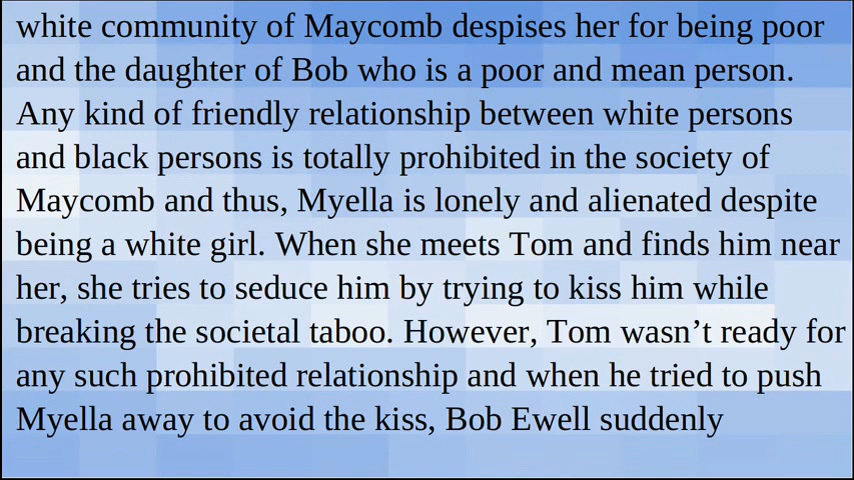 white community of Maycomb despises her for being poor
and the daughter of Bob who is a poor and mean person.
Any kind of friendly relationship between white persons
and black persons is totally prohibited in the society of
Maycomb and thus, Myella is lonely and alienated despite
being a white girl. When she meets Tom and finds him near
her, she tries to seduce him by trying to kiss him while
breaking the societal taboo. However, Tom wasn’t ready for
any such prohibited relationship and when he tried to push
Myella away to avoid the kiss, Bob Ewell suddenly